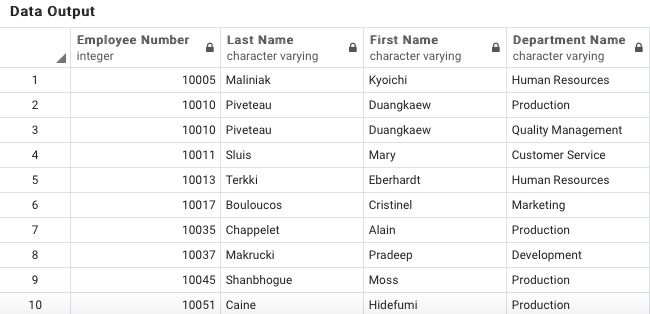 Data Output
Employee Number Last Name First Name Department Name
integer character varying character varying character varying
1 10005 Maliniak Kyoichi Human Resources
2 10010 Piveteau Duangkaew Production
3 10010 Piveteau Duangkaew Quality Management
4 10011 Sluis Mary Customer Service
5 10013 Terkki Eberhardt Human Resources
6 10017 Bouloucos Cristinel Marketing
7 10035 Chappelet Alain Production
8 10037 Makrucki Pradeep Development
9 10045 Shanbhogue Moss Production
10 10051 Caine Hidefumi Production